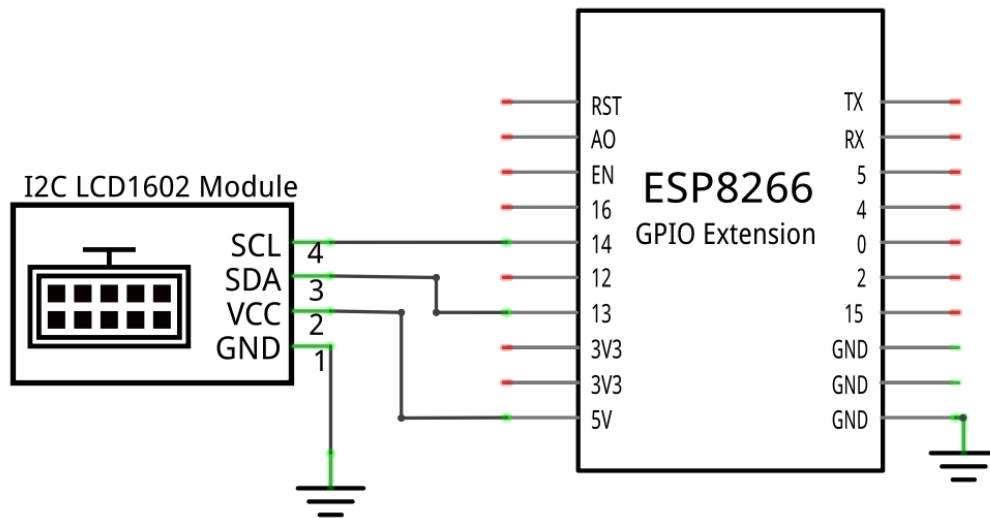 I2C LCD1602 Module
SCL
4
SDA
3
VCC
2
GND
1
ESP8266
GPIO Extension
RST
AO
EN
16
14
12
13
3V3
3V3
5V
TX
RX
5
4
0
2
15
GND
GND
GND